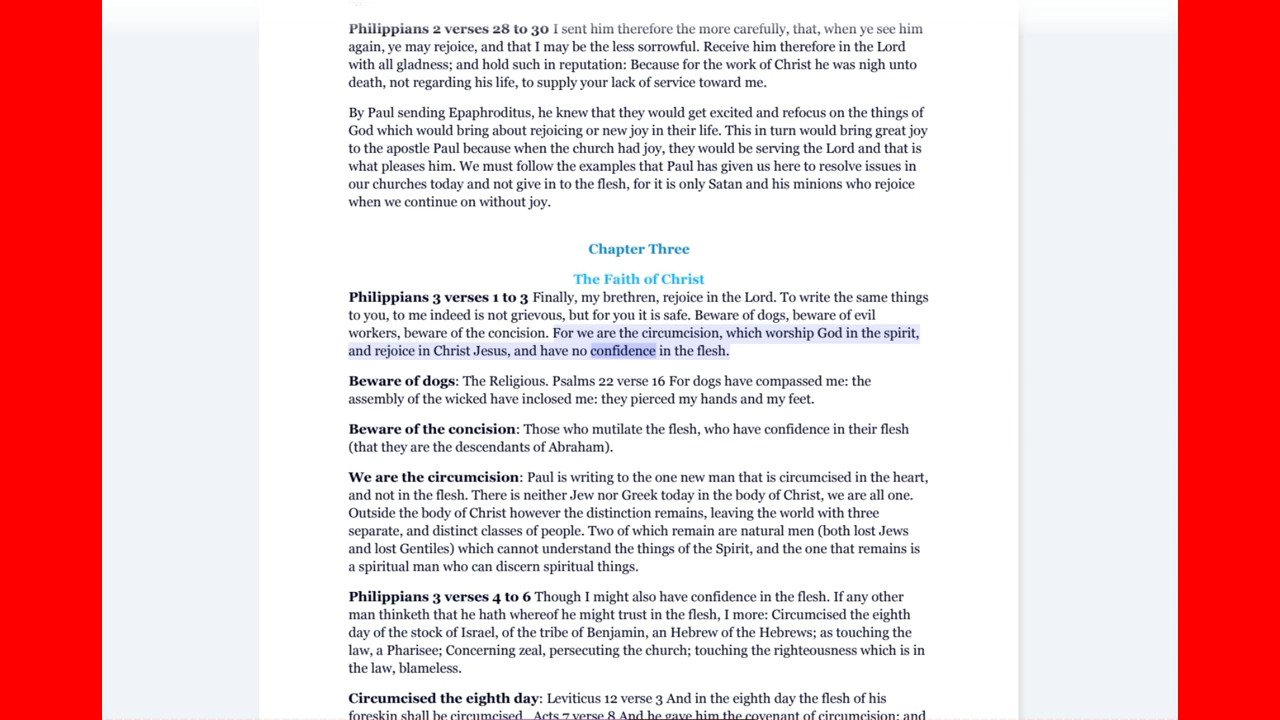 Philippians 2 verses 28 to 30 I sent him therefore the more carefully, that, when ye see him
again, ye may rejoice, and that I may be the less sorrowful. Receive him therefore in the Lord
with all gladness; and hold such in reputation: Because for the work of Christ he was nigh unto
death, not regarding his life, to supply your lack of service toward me.
By Paul sending Epaphroditus, he knew that they would get excited and refocus on the things of
God which would bring about rejoicing or new joy in their life. This in turn would bring great joy
to the apostle Paul because when the church had joy, they would be serving the Lord and that is
what pleases him. We must follow the examples that Paul has given us here to resolve issues in
our churches today and not give in to the flesh, for it is only Satan and his minions who rejoice
when we continue on without joy.
Chapter Three
The Faith of Christ
Philippians 3 verses 1 to 3 Finally, my brethren, rejoice in the Lord. To write the same things
to you, to me indeed is not grievous, but for you it is safe. Beware of dogs, beware of evil
workers, beware of the concision. For we are the circumcision, which worship God in the spirit,
and rejoice in Christ Jesus, and have no confidence in the flesh.
Beware of dogs: The Religious. Psalms 22 verse 16 For dogs have compassed me: the
assembly of the wicked have inclosed me: they pierced my hands and my feet.
Beware of the concision: Those who mutilate the flesh, who have confidence in their flesh
(that they are the descendants of Abraham).
We are the circumcision: Paul is writing to the one new man that is circumcised in the heart,
and not in the flesh. There is neither Jew nor Greek today in the body of Christ, we are all one.
Outside the body of Christ however the distinction remains, leaving the world with three
separate, and distinct classes of people. Two of which remain are natural men (both lost Jews
and lost Gentiles) which cannot understand the things of the Spirit, and the one that remains is
a spiritual man who can discern spiritual things.
Philippians 3 verses 4 to 6 Though I might also have confidence in the flesh. If any other
man thinketh that he hath whereof he might trust in the flesh, I more: Circumcised the eighth
day of the stock of Israel, of the tribe of Benjamin, an Hebrew of the Hebrews; as touching the
law, a Pharisee; Concerning zeal, persecuting the church; touching the righteousness which is in
the law, blameless.
Circumcised the eighth day: Leviticus 12 verse 3 And in the eighth day the flesh of his
foreskin shall be circumcised. Acts 7 verse 8 And he gave him the covenant of circumcision: and